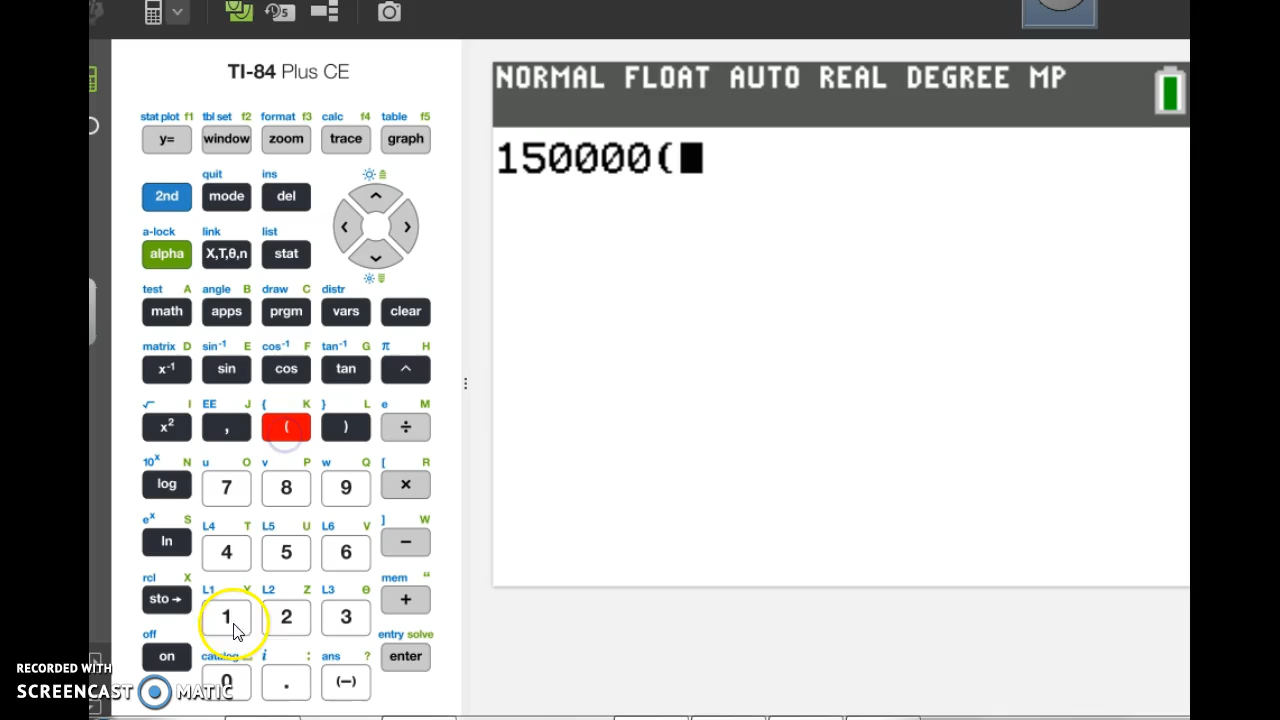 5
TI-84 Plus CE
NORMAL FLOAT AUTO REAL DEGREE MP
150000(
stat plot f1 tbl set f2 format f3 calc f4 table f5
y= window zoom trace graph
quit ins
2nd mode del
a-lock link list
alpha X,T,θ,n stat
test A angle B draw C distr
math apps prgm vars clear
matrix D sin⁻¹ E cos⁻¹ F tan⁻¹ G π H
x⁻¹ sin cos tan ^
√ I EE J { K } L e M
x² , ( ) ÷
10ˣ N u O v P w Q [ R
log 7 8 9 ×
eˣ S L4 T L5 U L6 V ] W
ln 4 5 6 −
rcl X L1 Y L2 Z L3 θ mem “
sto→ 1 2 3 +
off catalog i : ans ? entry solve
on 0 . (−) enter
RECORDED WITH
SCREENCAST MATIC